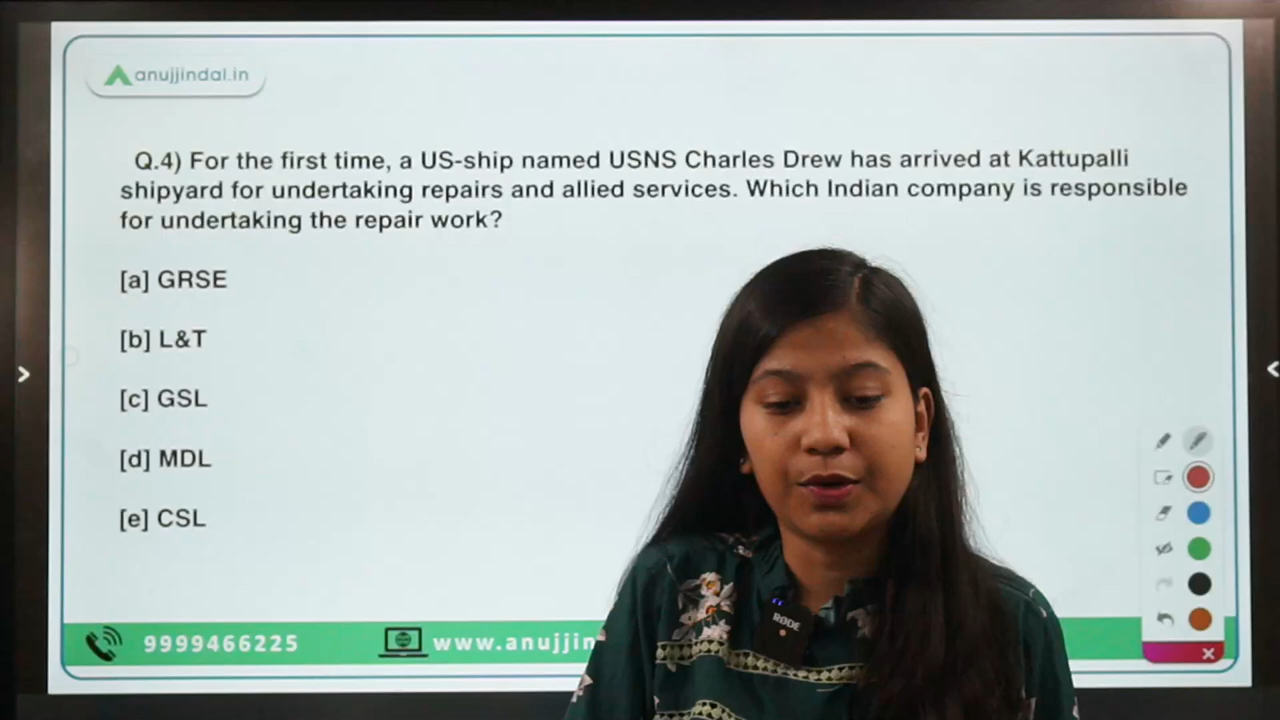 anujjindal.in
Q.4) For the first time, a US-ship named USNS Charles Drew has arrived at Kattupalli
shipyard for undertaking repairs and allied services. Which Indian company is responsible
for undertaking the repair work?
[a] GRSE
[b] L&T
[c] GSL
[d] MDL
[e] CSL
RØDE
9999466225
www.anujjin